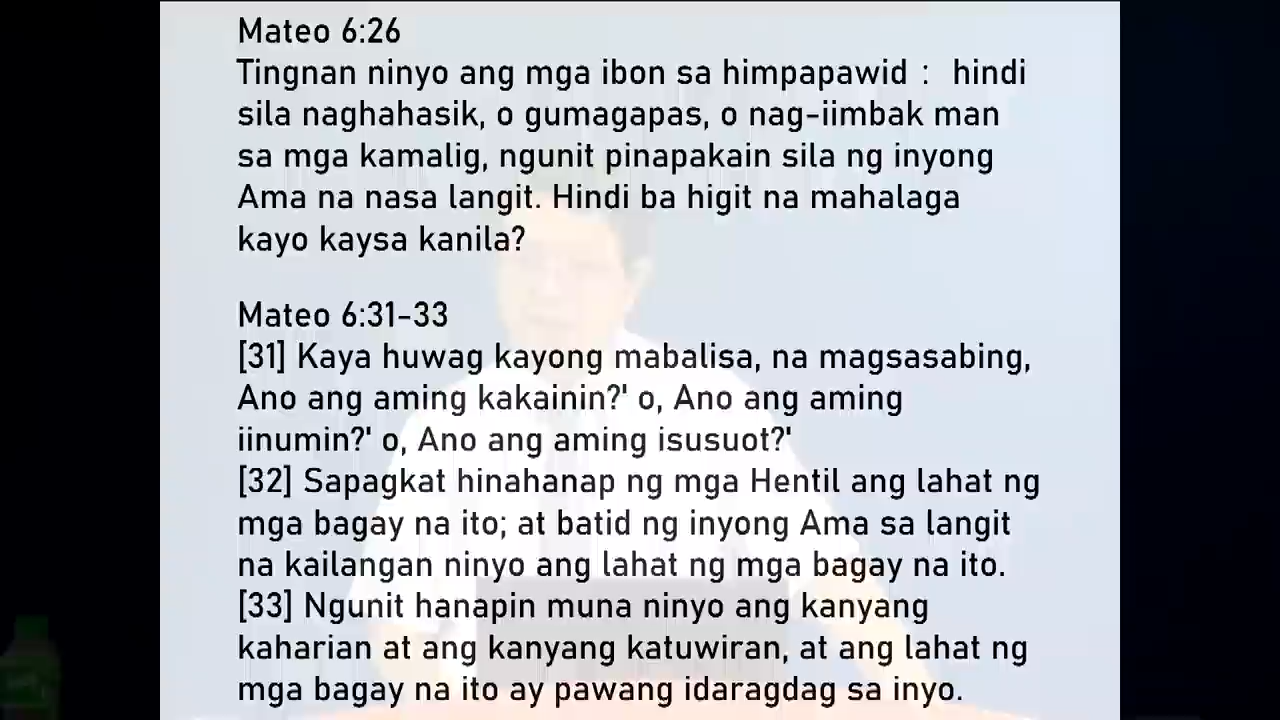 Mateo 6:26
Tingnan ninyo ang mga ibon sa himpapawid : hindi
sila naghahasik, o gumagapas, o nag-iimbak man
sa mga kamalig, ngunit pinapakain sila ng inyong
Ama na nasa langit. Hindi ba higit na mahalaga
kayo kaysa kanila?
Mateo 6:31-33
[31] Kaya huwag kayong mabalisa, na magsasabing,
Ano ang aming kakainin?' o, Ano ang aming
iinumin?' o, Ano ang aming isusuot?'
[32] Sapagkat hinahanap ng mga Hentil ang lahat ng
mga bagay na ito; at batid ng inyong Ama sa langit
na kailangan ninyo ang lahat ng mga bagay na ito.
[33] Ngunit hanapin muna ninyo ang kanyang
kaharian at ang kanyang katuwiran, at ang lahat ng
mga bagay na ito ay pawang idaragdag sa inyo.